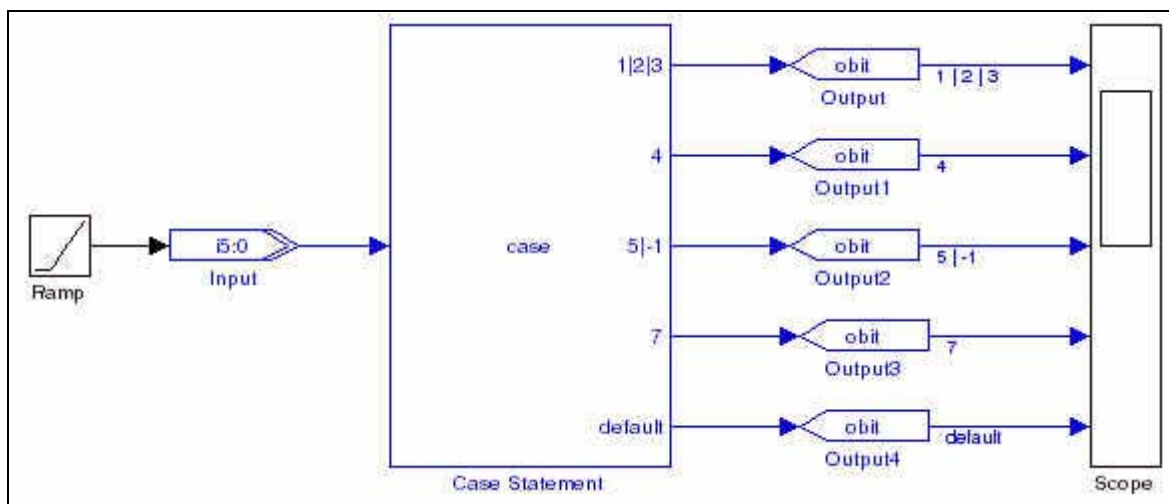 1|2|3
obit
1 | 2 | 3
Output
4
obit
4
Output1
Ramp
i5:0
Input
case
5|-1
obit
5 | -1
Output2
7
obit
7
Output3
default
obit
default
Output4
Case Statement
Scope